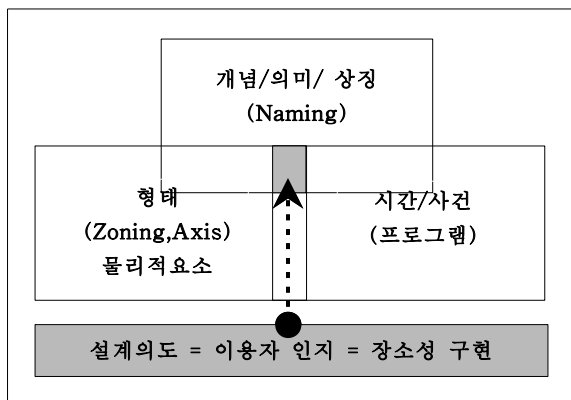 개념/의미/ 상징
(Naming)
형태
(Zoning,Axis)
물리적요소
시간/사건
(프로그램)
설계의도 = 이용자 인지 = 장소성 구현